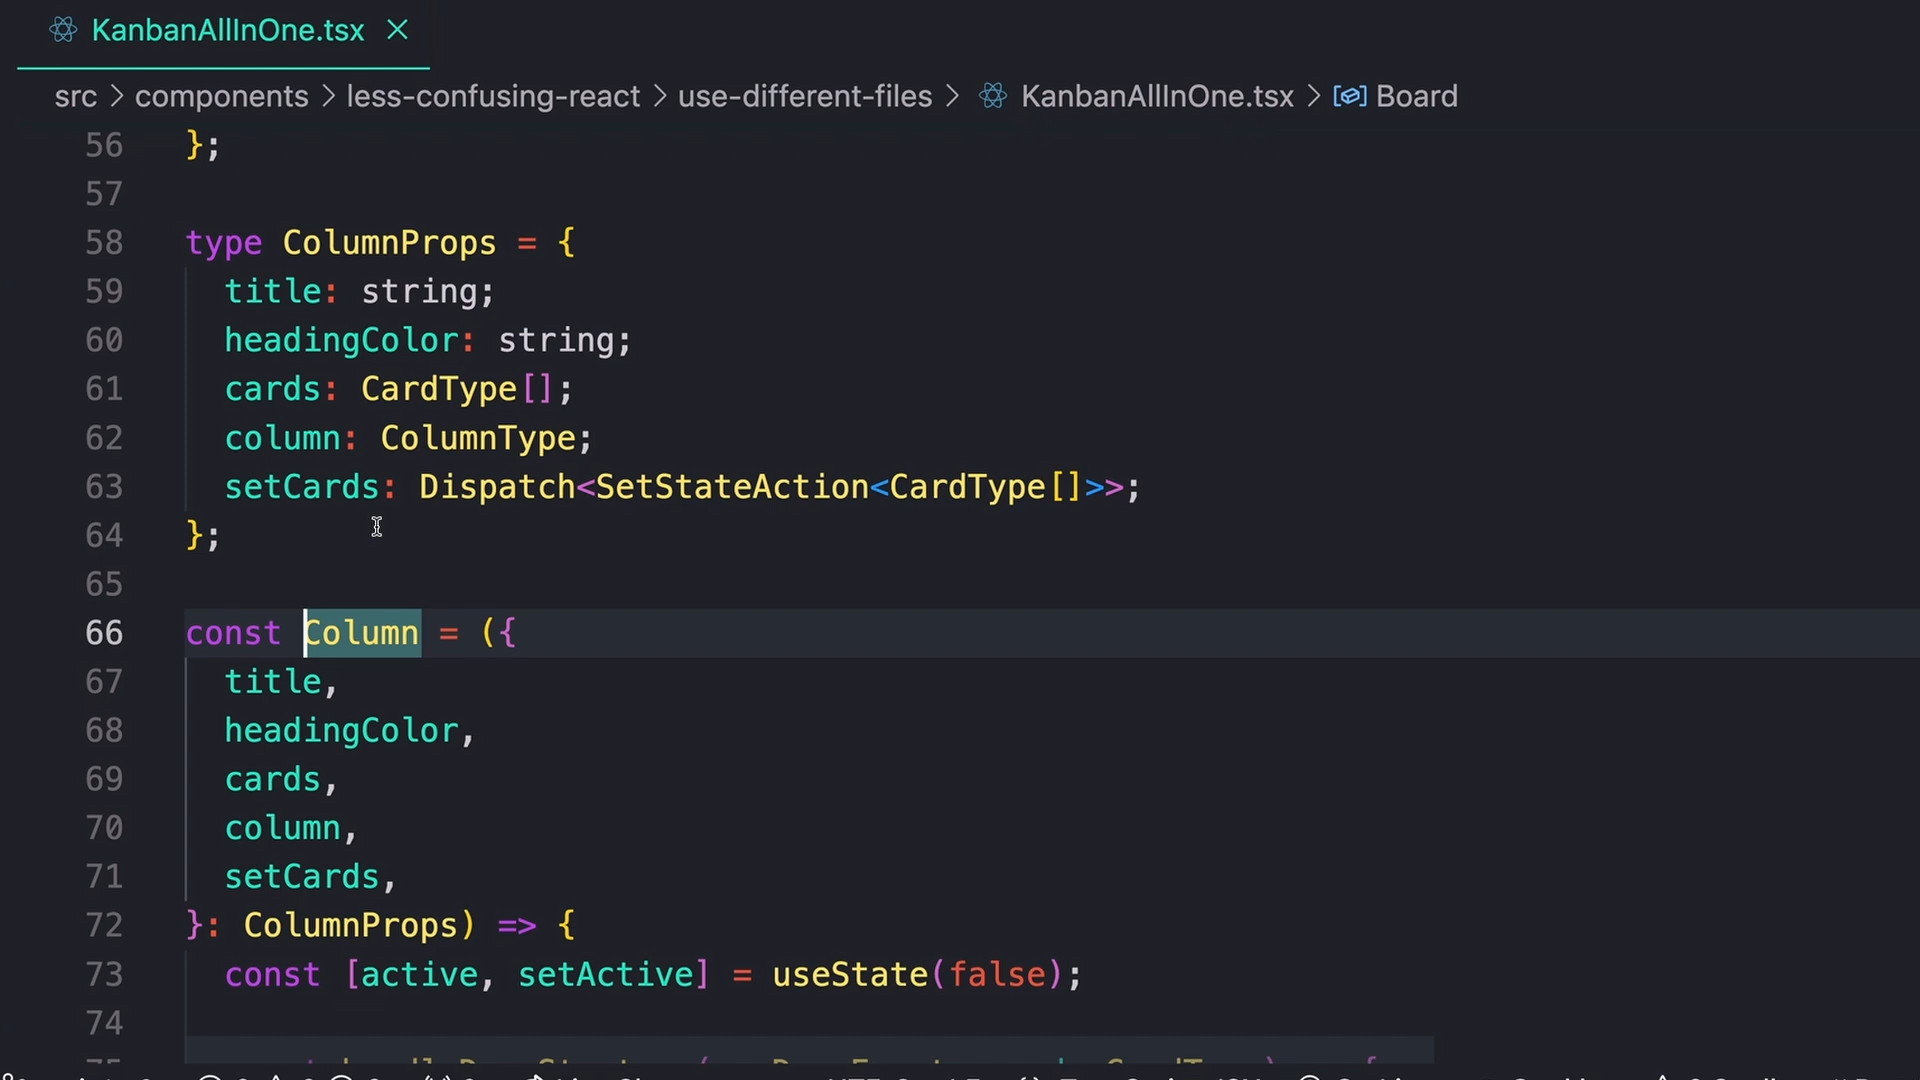 KanbanAllInOne.tsx
src > components > less-confusing-react > use-different-files > KanbanAllInOne.tsx > Board
56 };
57
58 type ColumnProps = {
59   title: string;
60   headingColor: string;
61   cards: CardType[];
62   column: ColumnType;
63   setCards: Dispatch<SetStateAction<CardType[]>>;
64 };
65
66 const Column = ({
67   title,
68   headingColor,
69   cards,
70   column,
71   setCards,
72 }: ColumnProps) => {
73   const [active, setActive] = useState(false);
74